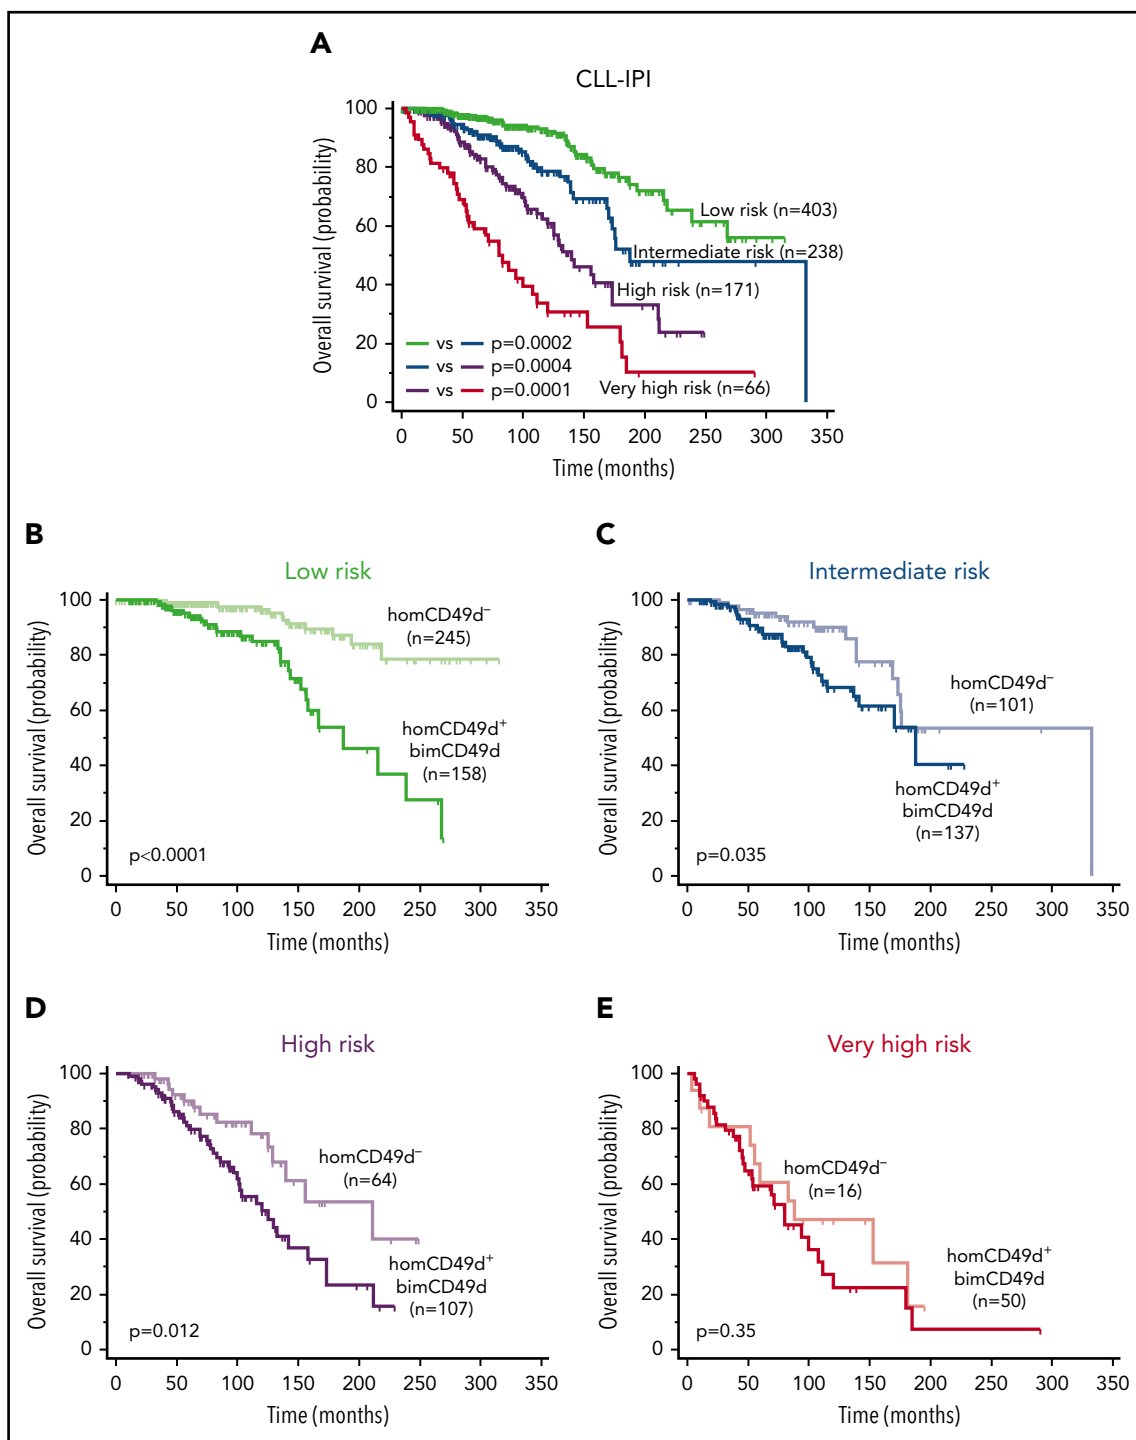 A
CLL-IPI
Overall survival (probability)
100
80
60
40
20
0
Low risk (n=403)
Intermediate risk (n=238)
High risk (n=171)
Very high risk (n=66)
vs p=0.0002
vs p=0.0004
vs p=0.0001
0 50 100 150 200 250 300 350
Time (months)
B
Low risk
Overall survival (probability)
100
80
60
40
20
0
homCD49d⁻
(n=245)
homCD49d⁺
bimCD49d
(n=158)
p<0.0001
0 50 100 150 200 250 300 350
Time (months)
C
Intermediate risk
Overall survival (probability)
100
80
60
40
20
0
homCD49d⁻
(n=101)
homCD49d⁺
bimCD49d
(n=137)
p=0.035
0 50 100 150 200 250 300 350
Time (months)
D
High risk
Overall survival (probability)
100
80
60
40
20
0
homCD49d⁻
(n=64)
homCD49d⁺
bimCD49d
(n=107)
p=0.012
0 50 100 150 200 250 300 350
Time (months)
E
Very high risk
Overall survival (probability)
100
80
60
40
20
0
homCD49d⁻
(n=16)
homCD49d⁺
bimCD49d
(n=50)
p=0.35
0 50 100 150 200 250 300 350
Time (months)